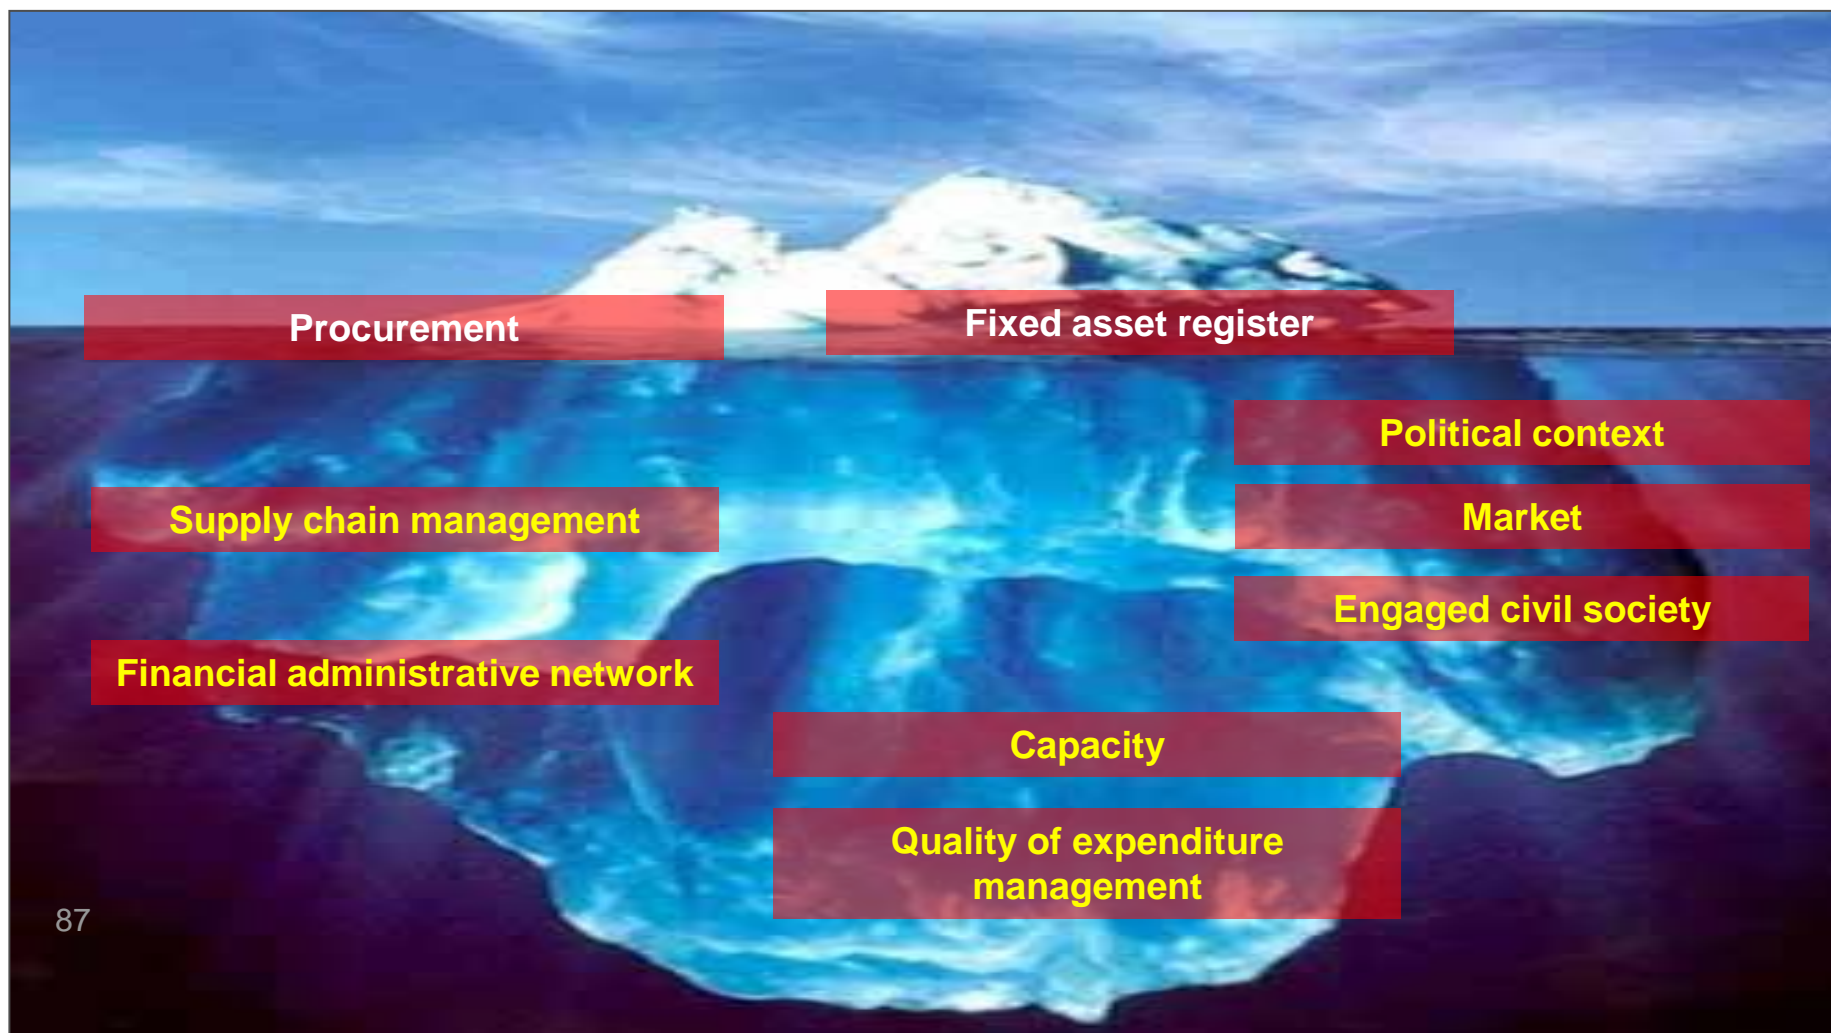 Procurement
Fixed asset register
Political context
Supply chain management
Market
Engaged civil society
Financial administrative network
Capacity
Quality of expenditure
management
87